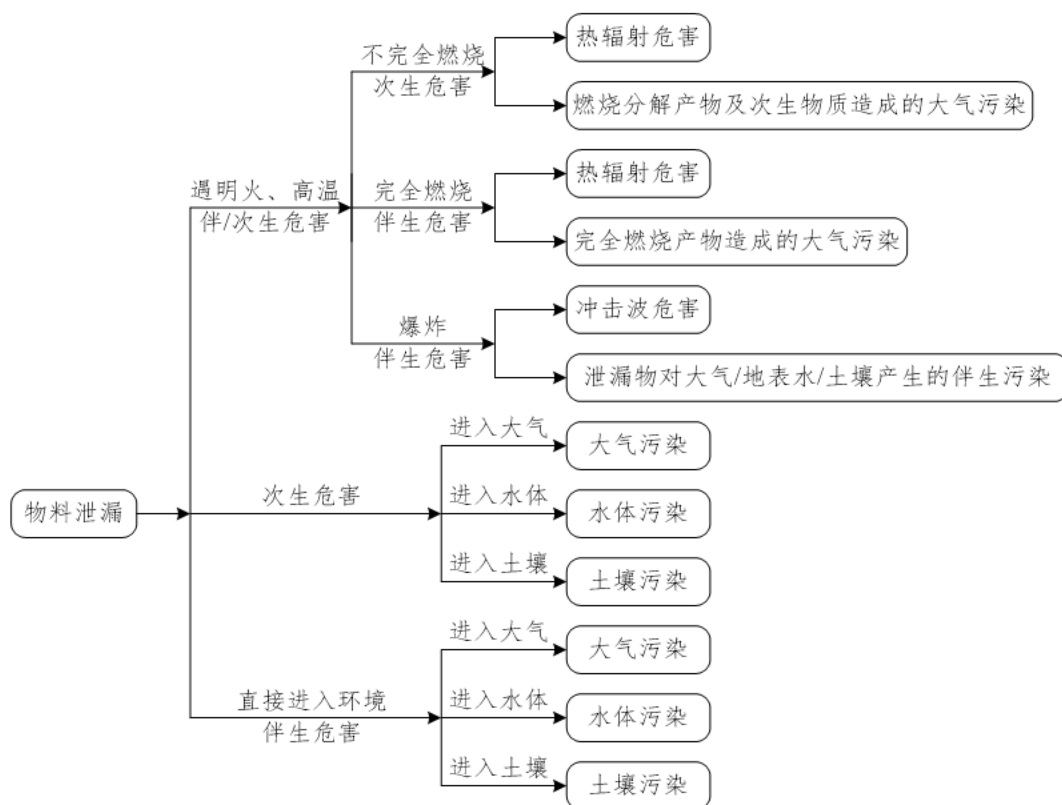 不完全燃烧
次生危害
热辐射危害
燃烧分解产物及次生物质造成的大气污染
遇明火、高温
伴/次生危害
完全燃烧
伴生危害
热辐射危害
完全燃烧产物造成的大气污染
爆炸
伴生危害
冲击波危害
泄漏物对大气/地表水/土壤产生的伴生污染
物料泄漏
次生危害
进入大气
大气污染
进入水体
水体污染
进入土壤
土壤污染
直接进入环境
伴生危害
进入大气
大气污染
进入水体
水体污染
进入土壤
土壤污染